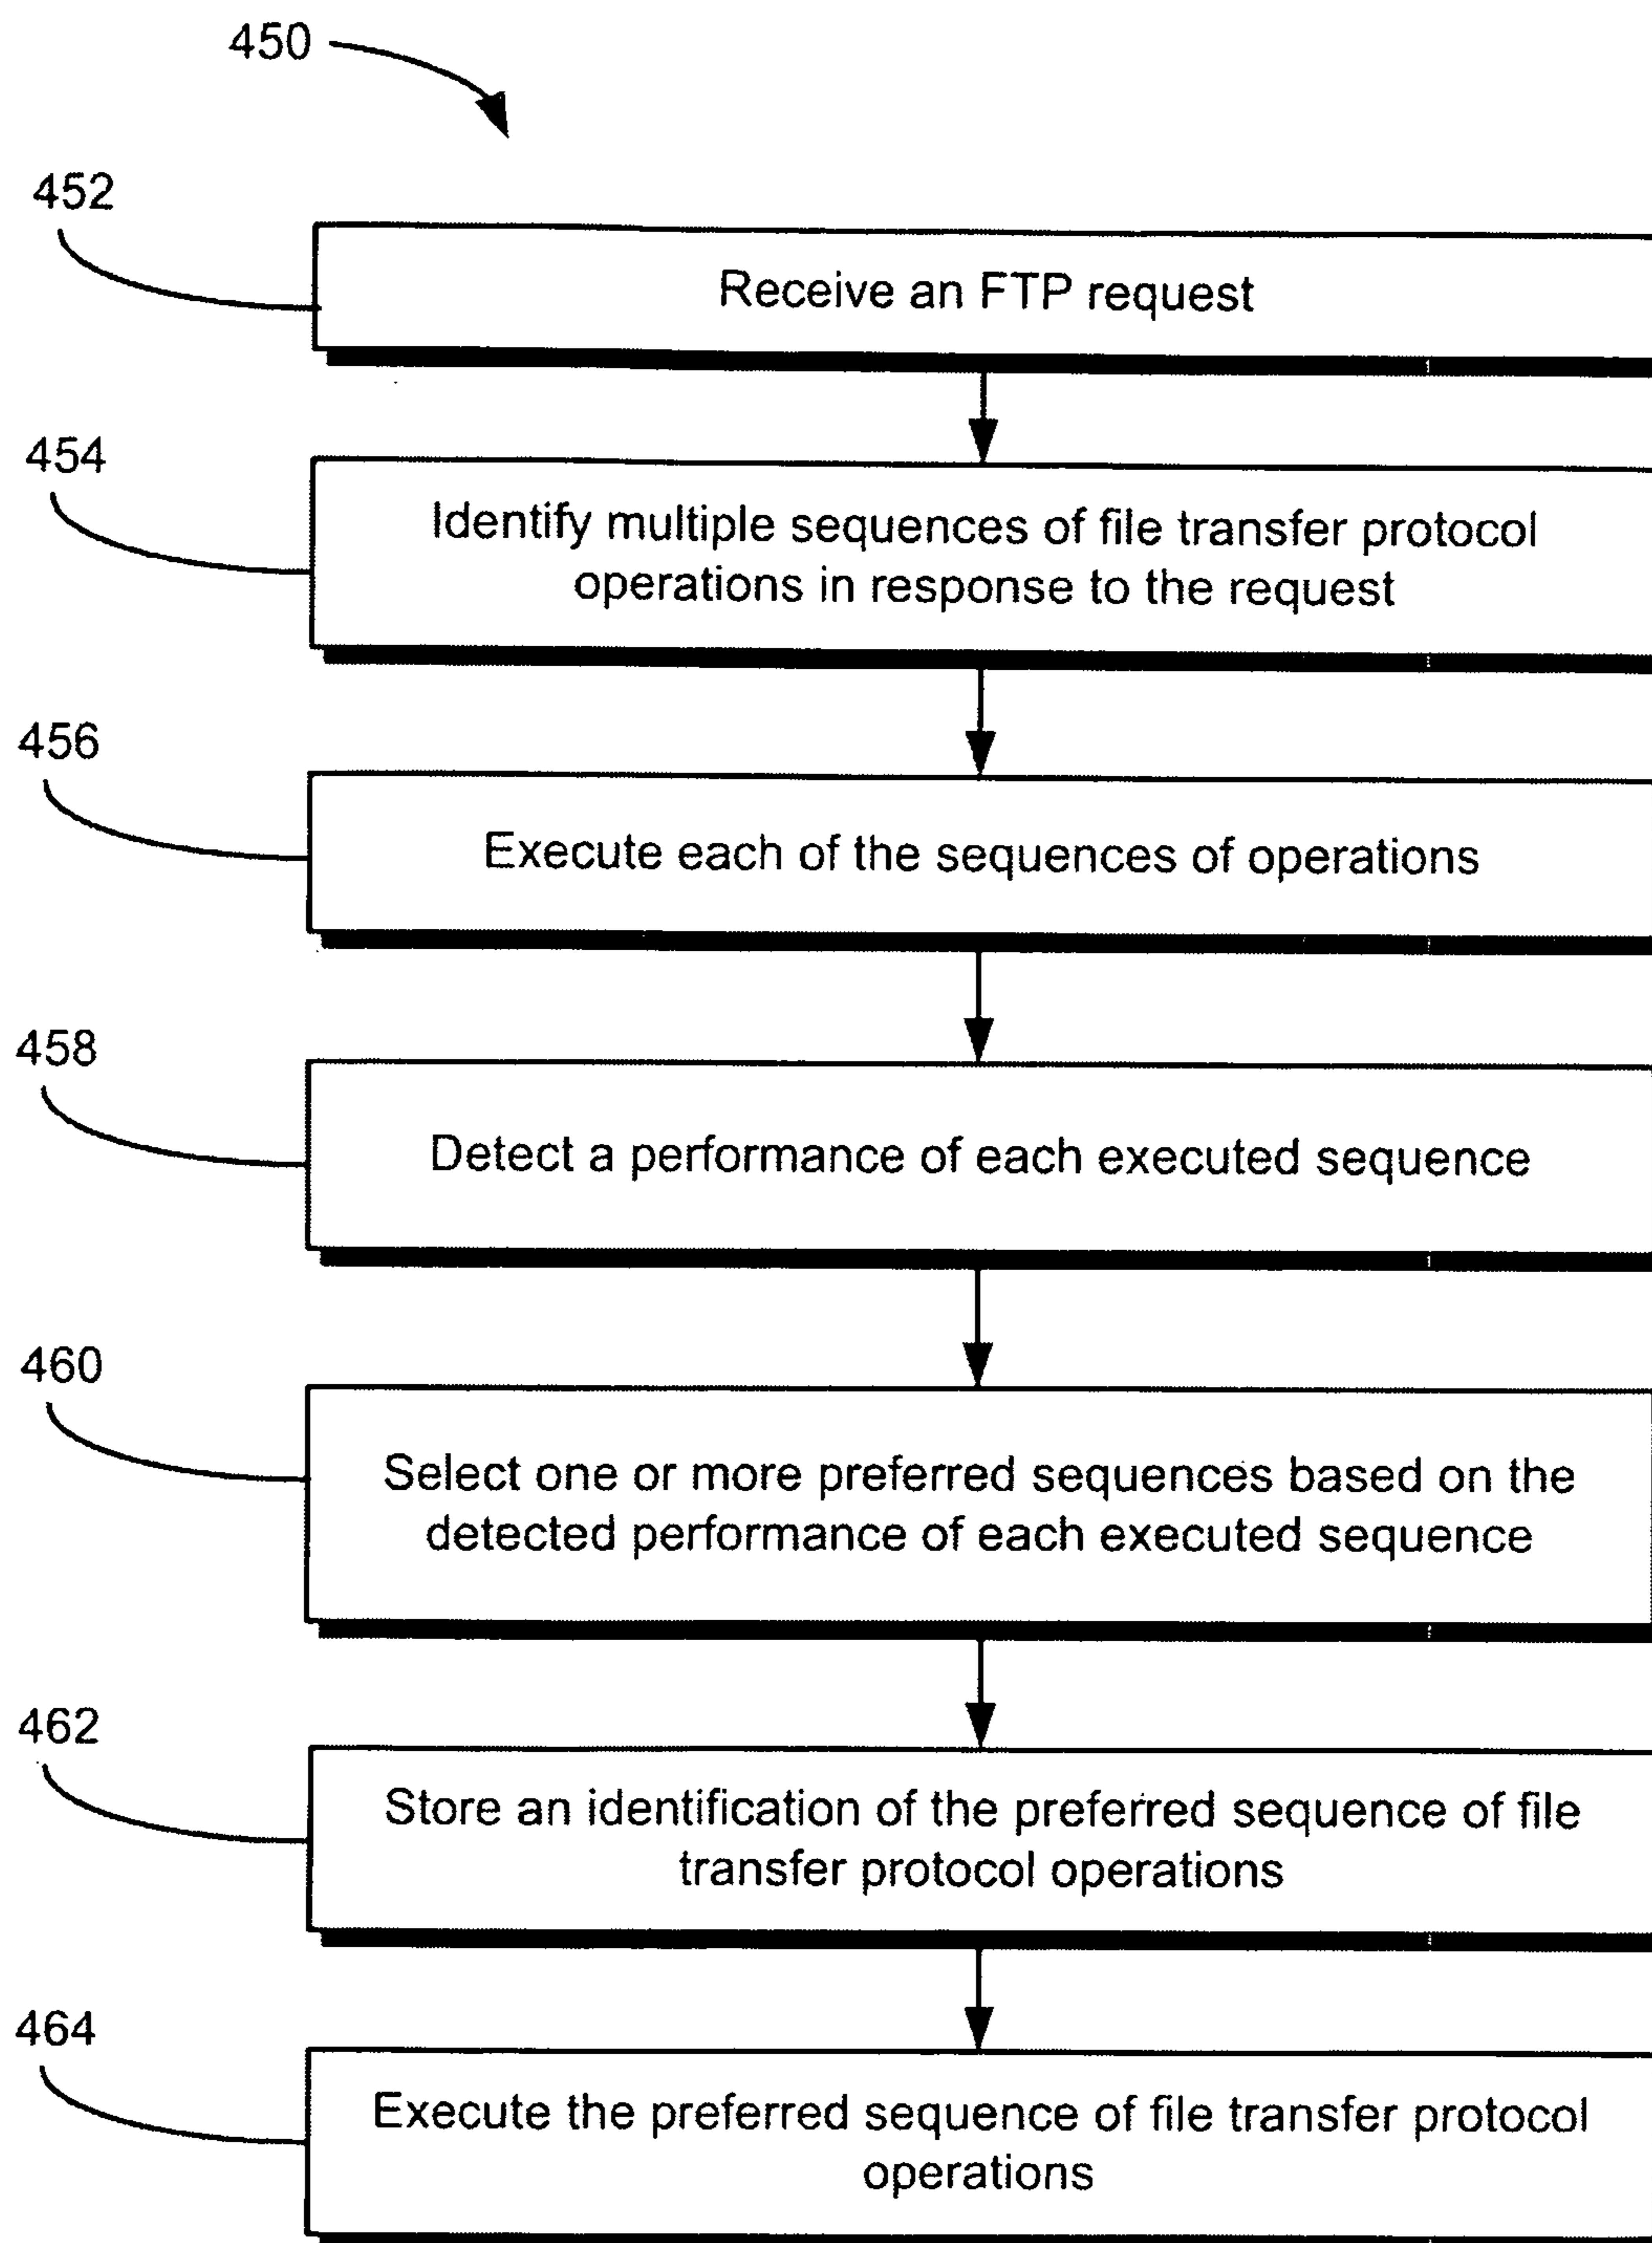 450
452
Receive an FTP request
454
Identify multiple sequences of file transfer protocol
operations in response to the request
456
Execute each of the sequences of operations
458
Detect a performance of each executed sequence
460
Select one or more preferred sequences based on the
detected performance of each executed sequence
462
Store an identification of the preferred sequence of file
transfer protocol operations
464
Execute the preferred sequence of file transfer protocol
operations